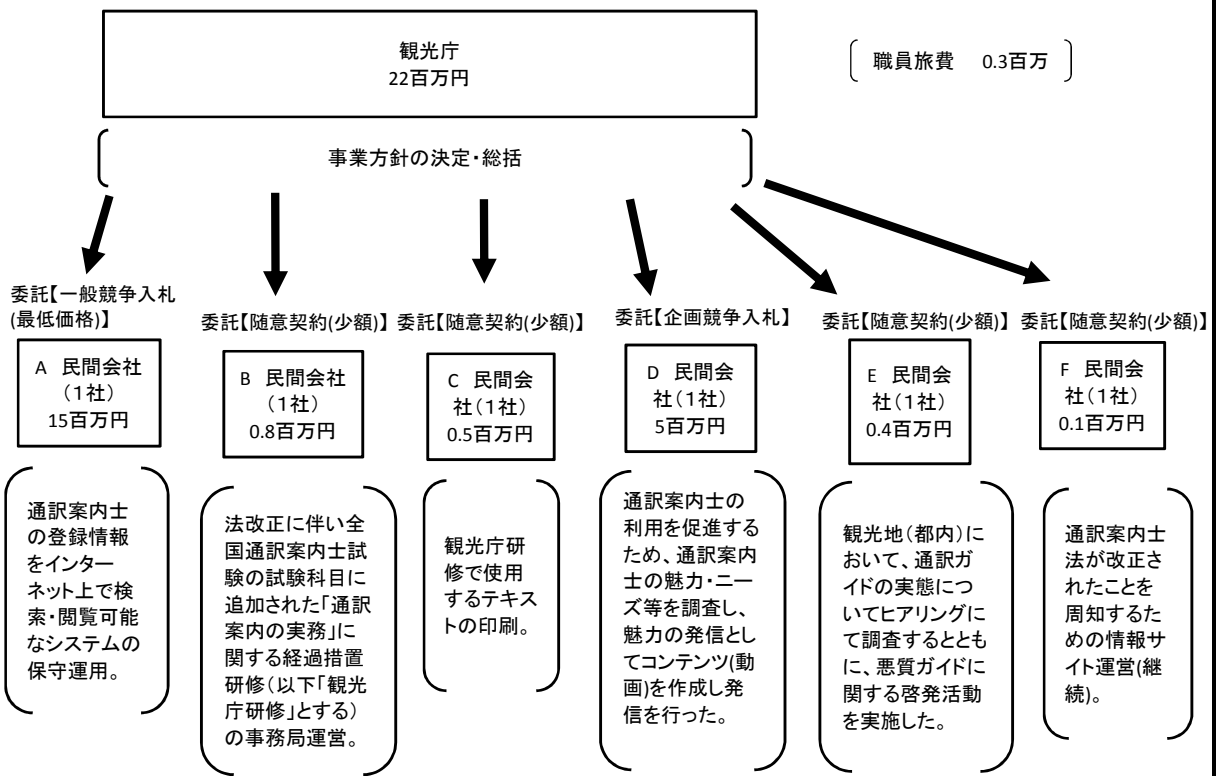 観光庁
22百万円
職員旅費 0.3百万
事業方針の決定・総括
委託【一般競争入札
(最低価格)】
A 民間会社
(1社)
15百万円
通訳案内士
の登録情報
をインター
ネット上で検
索・閲覧可能
なシステムの
保守運用。
委託【随意契約(少額)】
B 民間会社
(1社)
0.8百万円
法改正に伴い全
国通訳案内士試
験の試験科目に
追加された「通訳
案内の実務」に
関する経過措置
研修(以下「観光
庁研修」とする)
の事務局運営。
委託【随意契約(少額)】
C 民間会
社(1社)
0.5百万円
観光庁研
修で使用
するテキス
トの印刷。
委託【企画競争入札】
D 民間会
社(1社)
5百万円
通訳案内士の
利用を促進する
ため、通訳案内
士の魅力・ニー
ズ等を調査し、
魅力の発信とし
てコンテンツ(動
画)を作成し発
信を行った。
委託【随意契約(少額)】
E 民間会
社(1社)
0.4百万円
観光地(都内)に
おいて、通訳ガ
イドの実態につ
いてヒアリングに
て調査するととも
に、悪質ガイドに
関する啓発活動
を実施した。
委託【随意契約(少額)】
F 民間会
社(1社)
0.1百万円
通訳案内士
法が改正さ
れたことを
周知するた
めの情報サ
イト運営(継
続)。